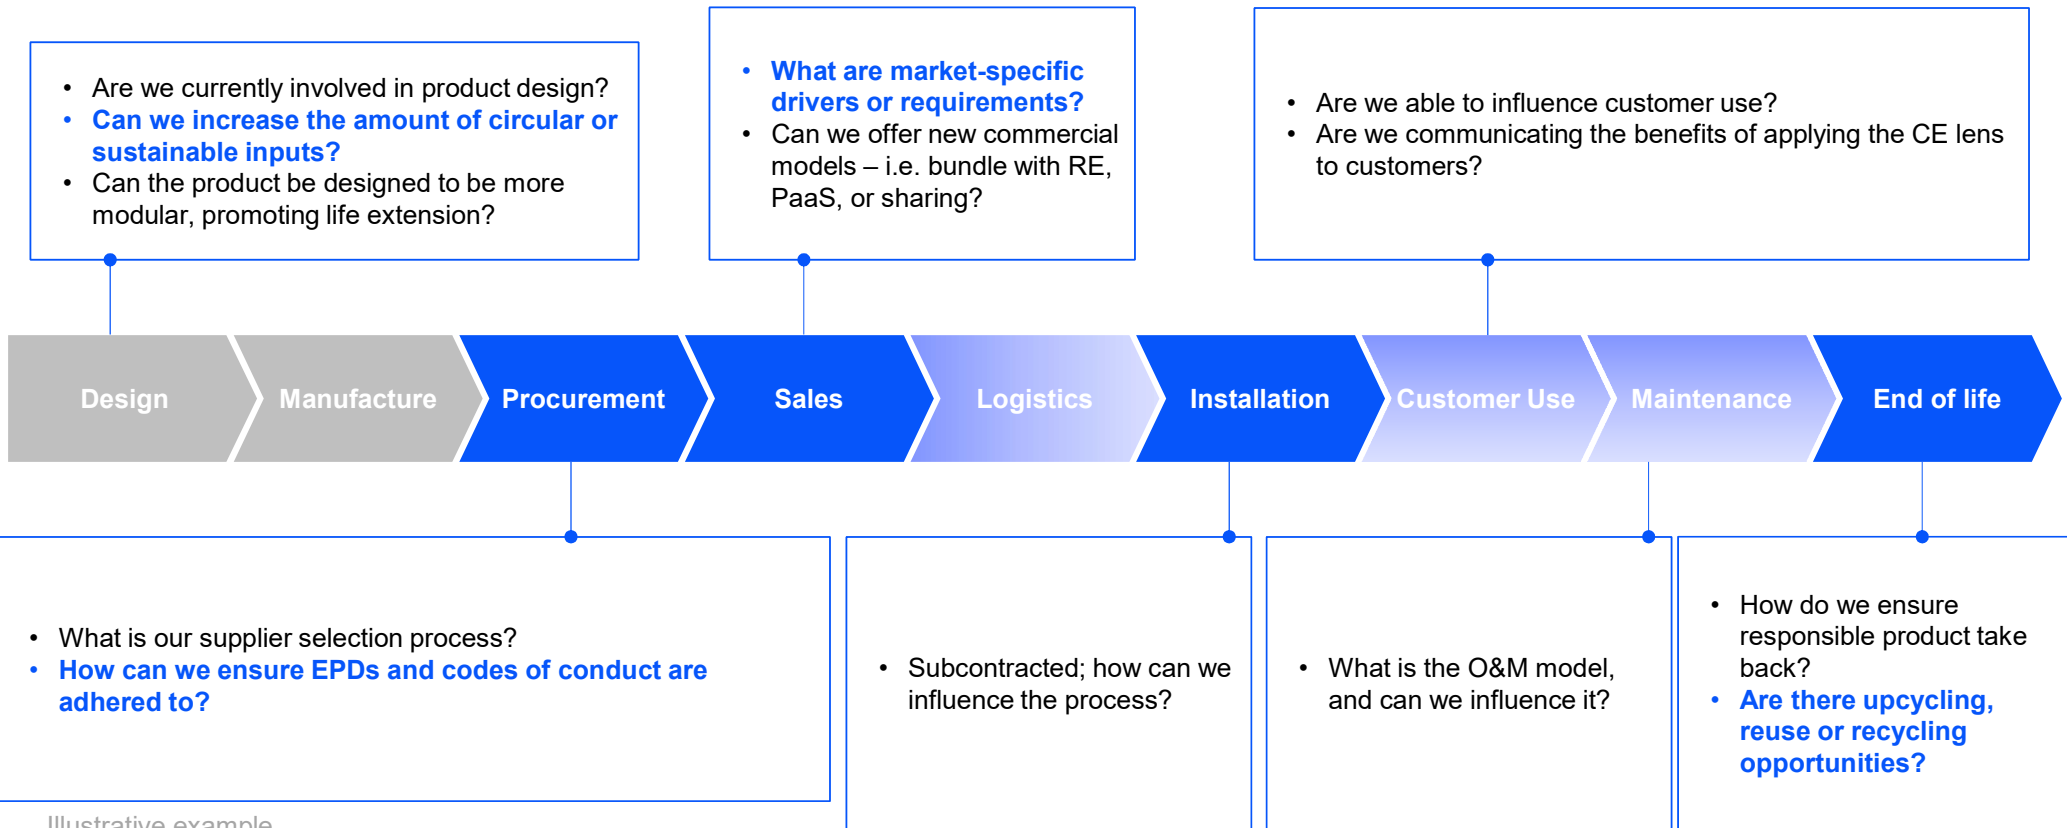 • Are we currently involved in product design?
• Can we increase the amount of circular or
sustainable inputs?
• Can the product be designed to be more
modular, promoting life extension?
• What are market-specific
drivers or requirements?
• Can we offer new commercial
models – i.e. bundle with RE,
PaaS, or sharing?
• Are we able to influence customer use?
• Are we communicating the benefits of applying the CE lens
to customers?
Design
Manufacture
Procurement
Sales
Logistics
Installation
Customer Use
Maintenance
End of life
• What is our supplier selection process?
• How can we ensure EPDs and codes of conduct are
adhered to?
• Subcontracted; how can we
influence the process?
• What is the O&M model,
and can we influence it?
• How do we ensure
responsible product take
back?
• Are there upcycling,
reuse or recycling
opportunities?
Illustrative example